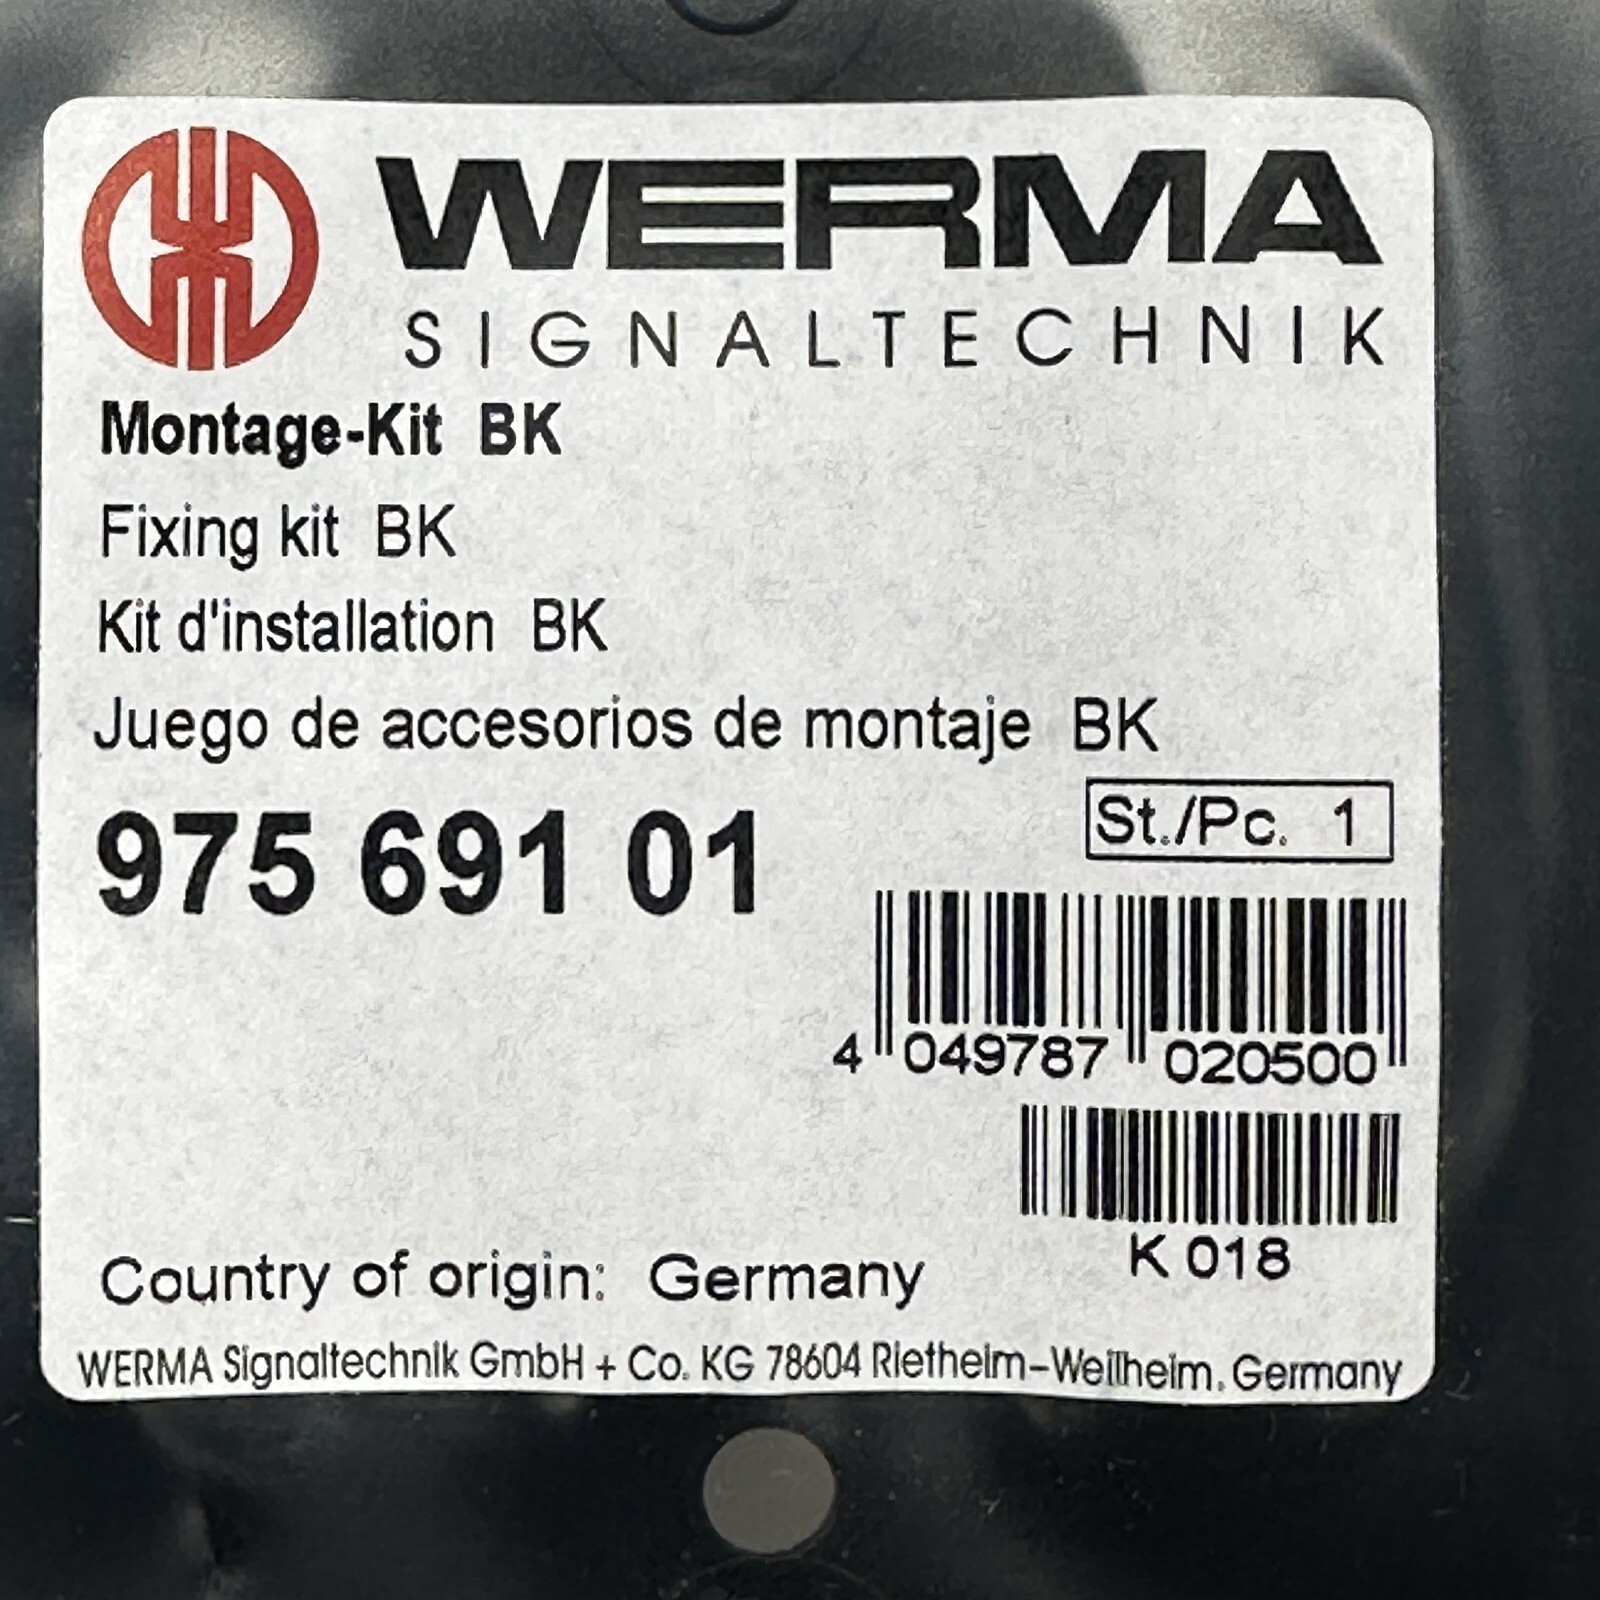 WERMA
SIGNALTECHNIK
Montage-Kit BK
Fixing kit BK
Kit d'installation BK
Juego de accesorios de montaje BK
975 691 01
St./Pc. 1
4 049787 020500
K 018
Country of origin: Germany
WERMA Signaltechnik GmbH + Co. KG 78604 Rietheim-Weilheim, Germany